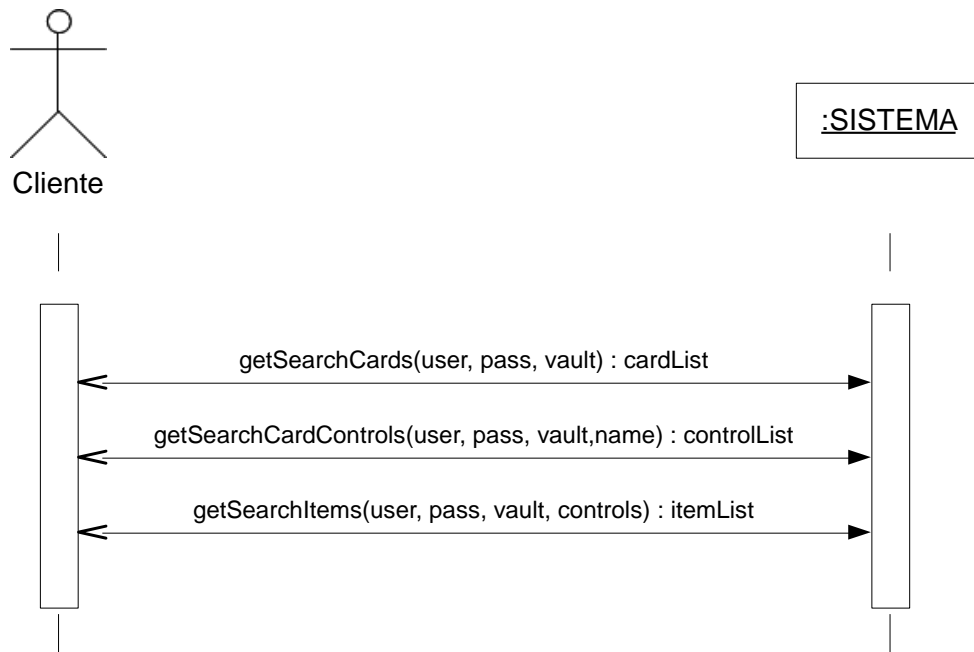 :SISTEMA
Cliente
getSearchCards(user, pass, vault) : cardList
getSearchCardControls(user, pass, vault,name) : controlList
getSearchItems(user, pass, vault, controls) : itemList